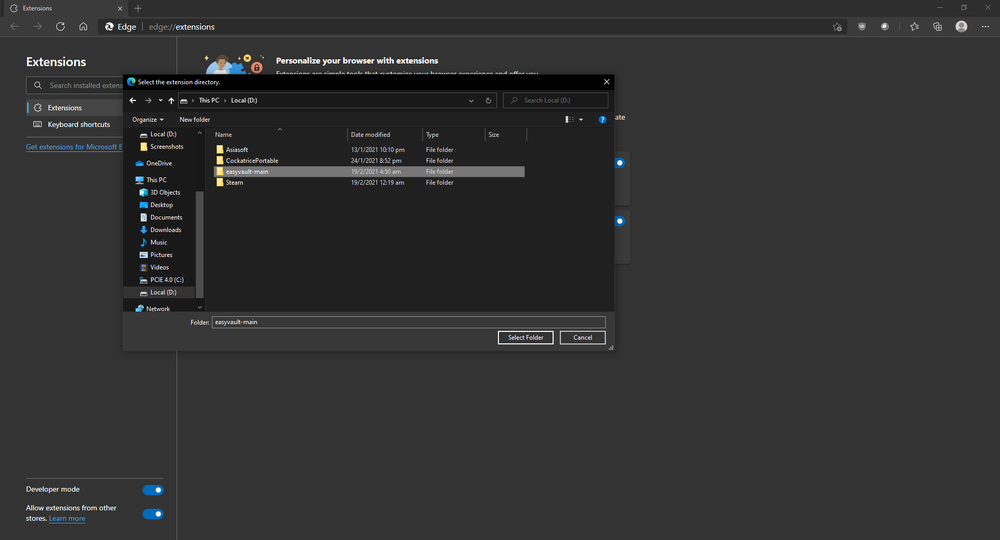 Extensions
Edge
edge://extensions
Extensions
Search installed extens
Extensions
Keyboard shortcuts
Get extensions for Microsoft E
Personalize your browser with extensions
Extensions are simple tools that customize your browser experience and offer you
ate
Select the extension directory.
This PC
Local (D:)
Search Local (D:)
Organize
New folder
Local (D:)
Screenshots
OneDrive
This PC
3D Objects
Desktop
Documents
Downloads
Music
Pictures
Videos
PCIE 4.0 (C:)
Local (D:)
Network
Name Date modified Type Size
Asiasoft 13/1/2021 10:10 pm File folder
CockatricePortable 24/1/2021 8:52 pm File folder
easyvault-main 19/2/2021 4:50 am File folder
Steam 19/2/2021 12:19 am File folder
Folder: easyvault-main
Select Folder
Cancel
Developer mode
Allow extensions from other
stores. Learn more